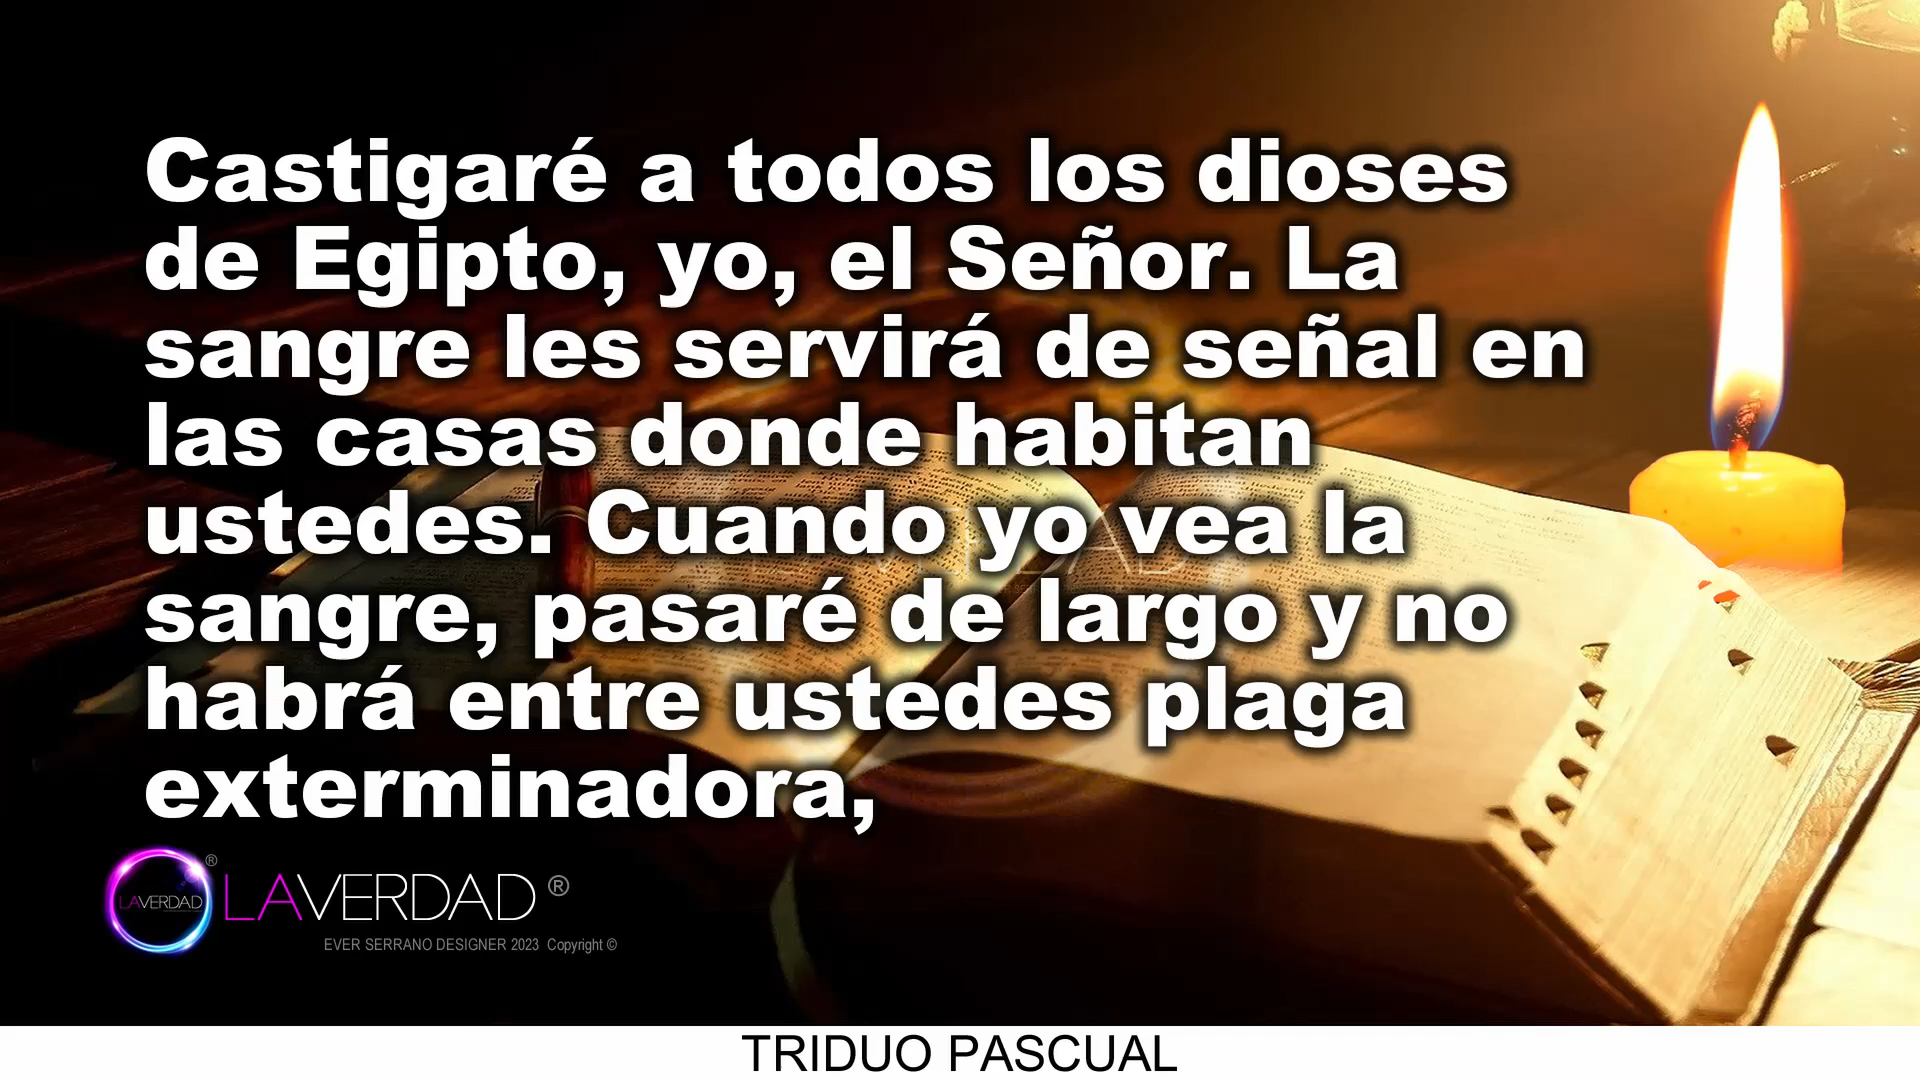 Castigaré a todos los dioses
de Egipto, yo, el Señor. La
sangre les servirá de señal en
las casas donde habitan
ustedes. Cuando yo vea la
sangre, pasaré de largo y no
habrá entre ustedes plaga
exterminadora,
LAVERDAD ®
LAVERDAD ®
EVER SERRANO DESIGNER 2023 Copyright ©
TRIDUO PASCUAL